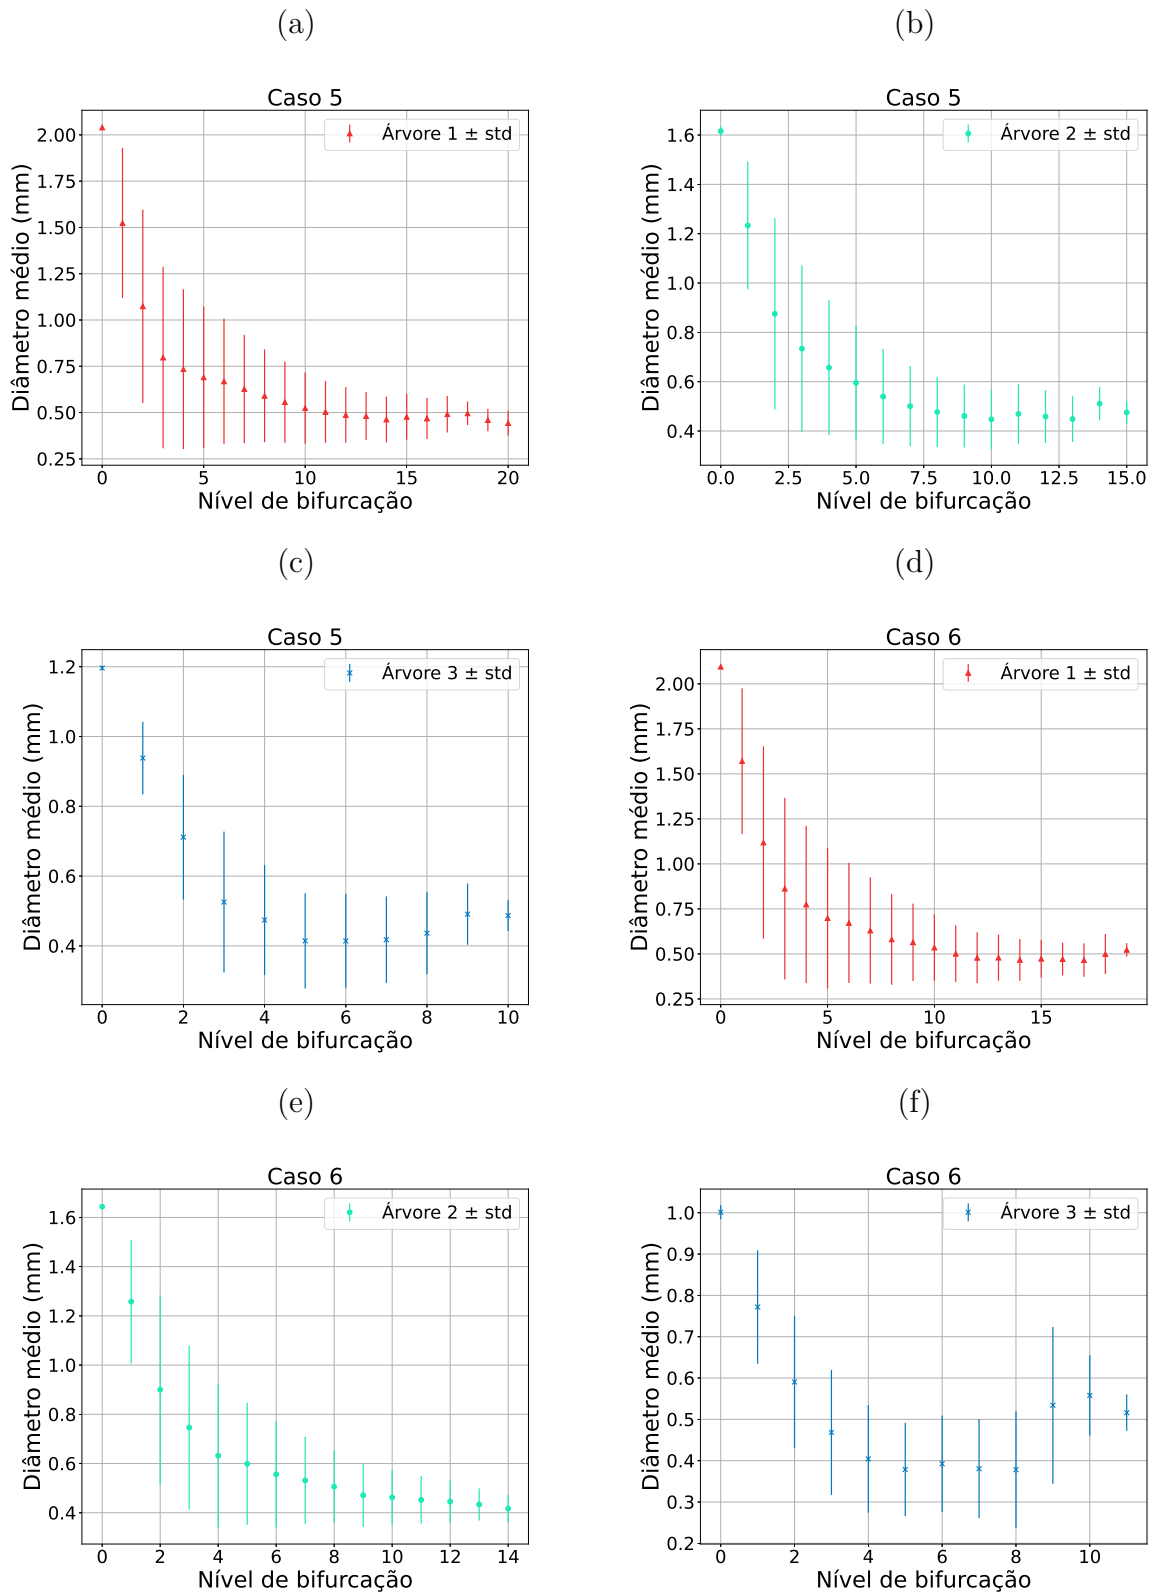 (a)
Caso 5
Árvore 1 ± std
2.00
1.75
1.50
1.25
1.00
0.75
0.50
0.25
Diâmetro médio (mm)
0 5 10 15 20
Nível de bifurcação
(b)
Caso 5
Árvore 2 ± std
1.6
1.4
1.2
1.0
0.8
0.6
0.4
Diâmetro médio (mm)
0.0 2.5 5.0 7.5 10.0 12.5 15.0
Nível de bifurcação
(c)
Caso 5
Árvore 3 ± std
1.2
1.0
0.8
0.6
0.4
Diâmetro médio (mm)
0 2 4 6 8 10
Nível de bifurcação
(d)
Caso 6
Árvore 1 ± std
2.00
1.75
1.50
1.25
1.00
0.75
0.50
0.25
Diâmetro médio (mm)
0 5 10 15
Nível de bifurcação
(e)
Caso 6
Árvore 2 ± std
1.6
1.4
1.2
1.0
0.8
0.6
0.4
Diâmetro médio (mm)
0 2 4 6 8 10 12 14
Nível de bifurcação
(f)
Caso 6
Árvore 3 ± std
1.0
0.9
0.8
0.7
0.6
0.5
0.4
0.3
0.2
Diâmetro médio (mm)
0 2 4 6 8 10
Nível de bifurcação